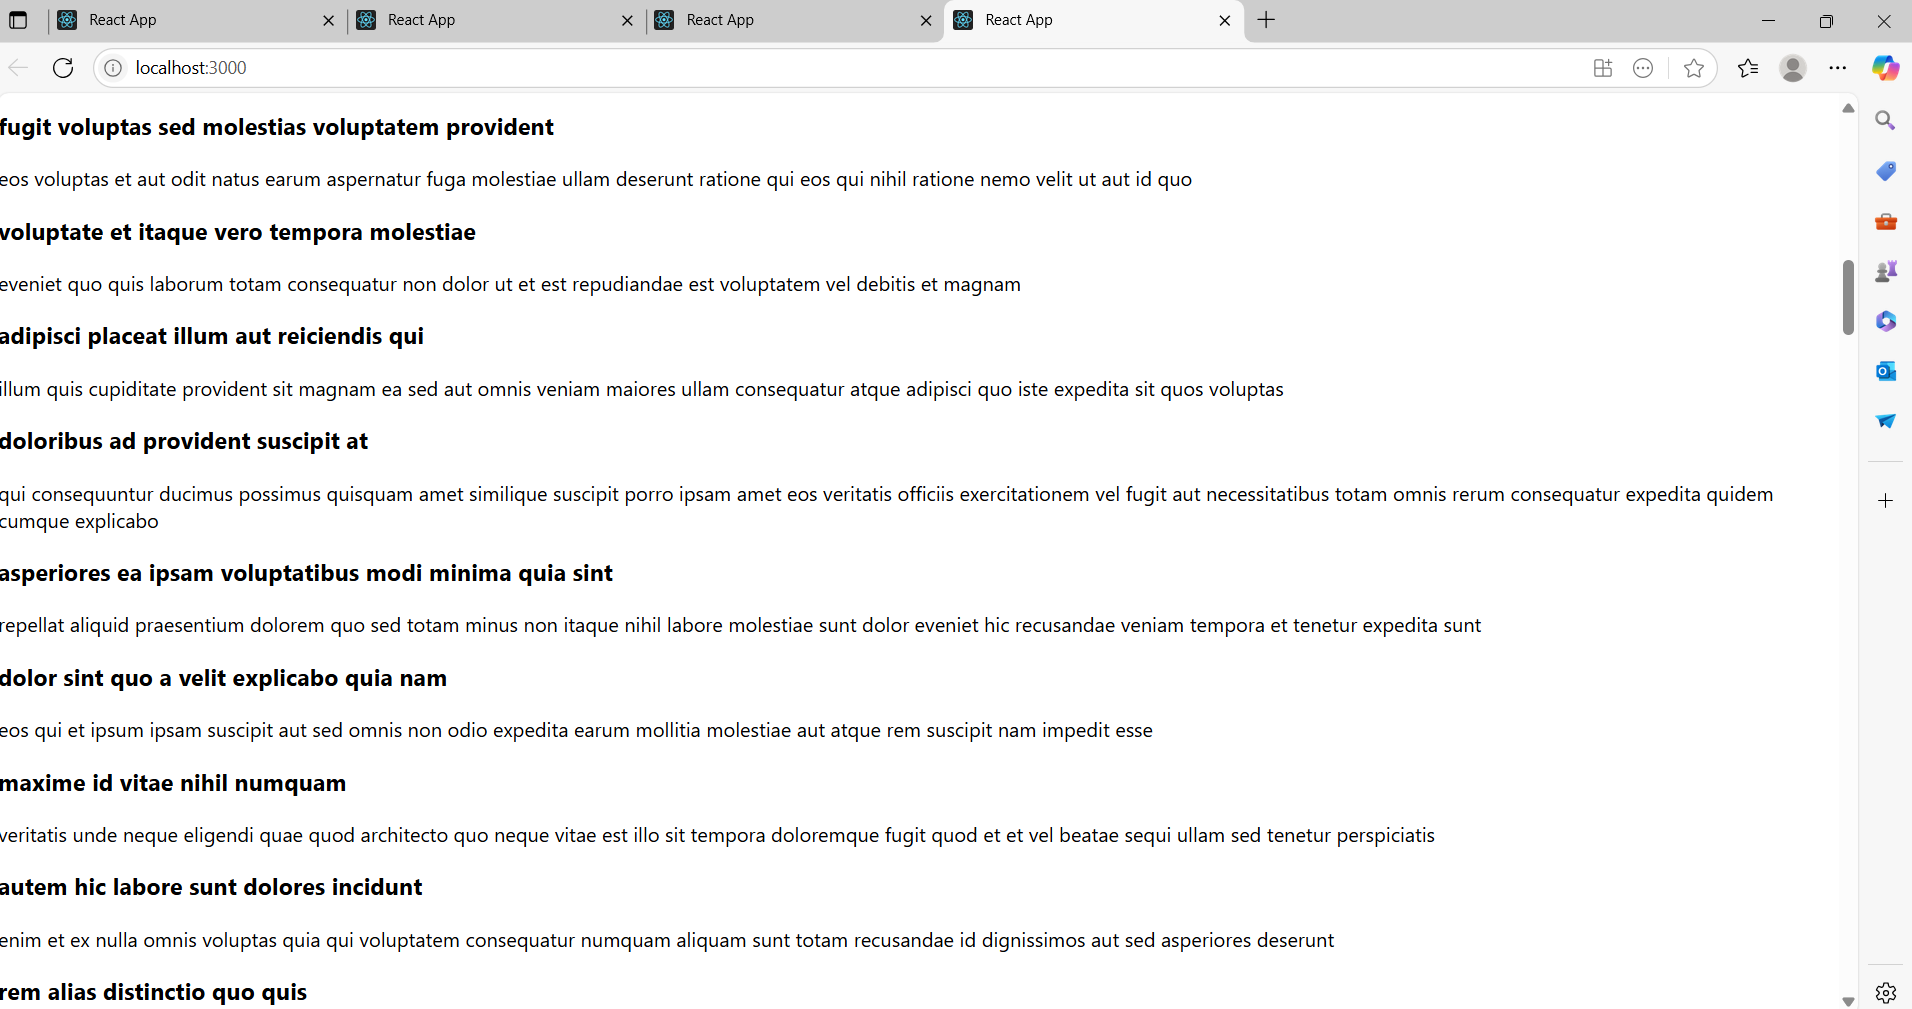 React App
React App
React App
React App
localhost:3000
fugit voluptas sed molestias voluptatem provident
eos voluptas et aut odit natus earum aspernatur fuga molestiae ullam deserunt ratione qui eos qui nihil ratione nemo velit ut aut id quo
voluptate et itaque vero tempora molestiae
eveniet quo quis laborum totam consequatur non dolor ut et est repudiandae est voluptatem vel debitis et magnam
adipisci placeat illum aut reiciendis qui
illum quis cupiditate provident sit magnam ea sed aut omnis veniam maiores ullam consequatur atque adipisci quo iste expedita sit quos voluptas
doloribus ad provident suscipit at
qui consequuntur ducimus possimus quisquam amet similique suscipit porro ipsam amet eos veritatis officiis exercitationem vel fugit aut necessitatibus totam omnis rerum consequatur expedita quidem
cumque explicabo
asperiores ea ipsam voluptatibus modi minima quia sint
repellat aliquid praesentium dolorem quo sed totam minus non itaque nihil labore molestiae sunt dolor eveniet hic recusandae veniam tempora et tenetur expedita sunt
dolor sint quo a velit explicabo quia nam
eos qui et ipsum ipsam suscipit aut sed omnis non odio expedita earum mollitia molestiae aut atque rem suscipit nam impedit esse
maxime id vitae nihil numquam
veritatis unde neque eligendi quae quod architecto quo neque vitae est illo sit tempora doloremque fugit quod et et vel beatae sequi ullam sed tenetur perspiciatis
autem hic labore sunt dolores incidunt
enim et ex nulla omnis voluptas quia qui voluptatem consequatur numquam aliquam sunt totam recusandae id dignissimos aut sed asperiores deserunt
rem alias distinctio quo quis